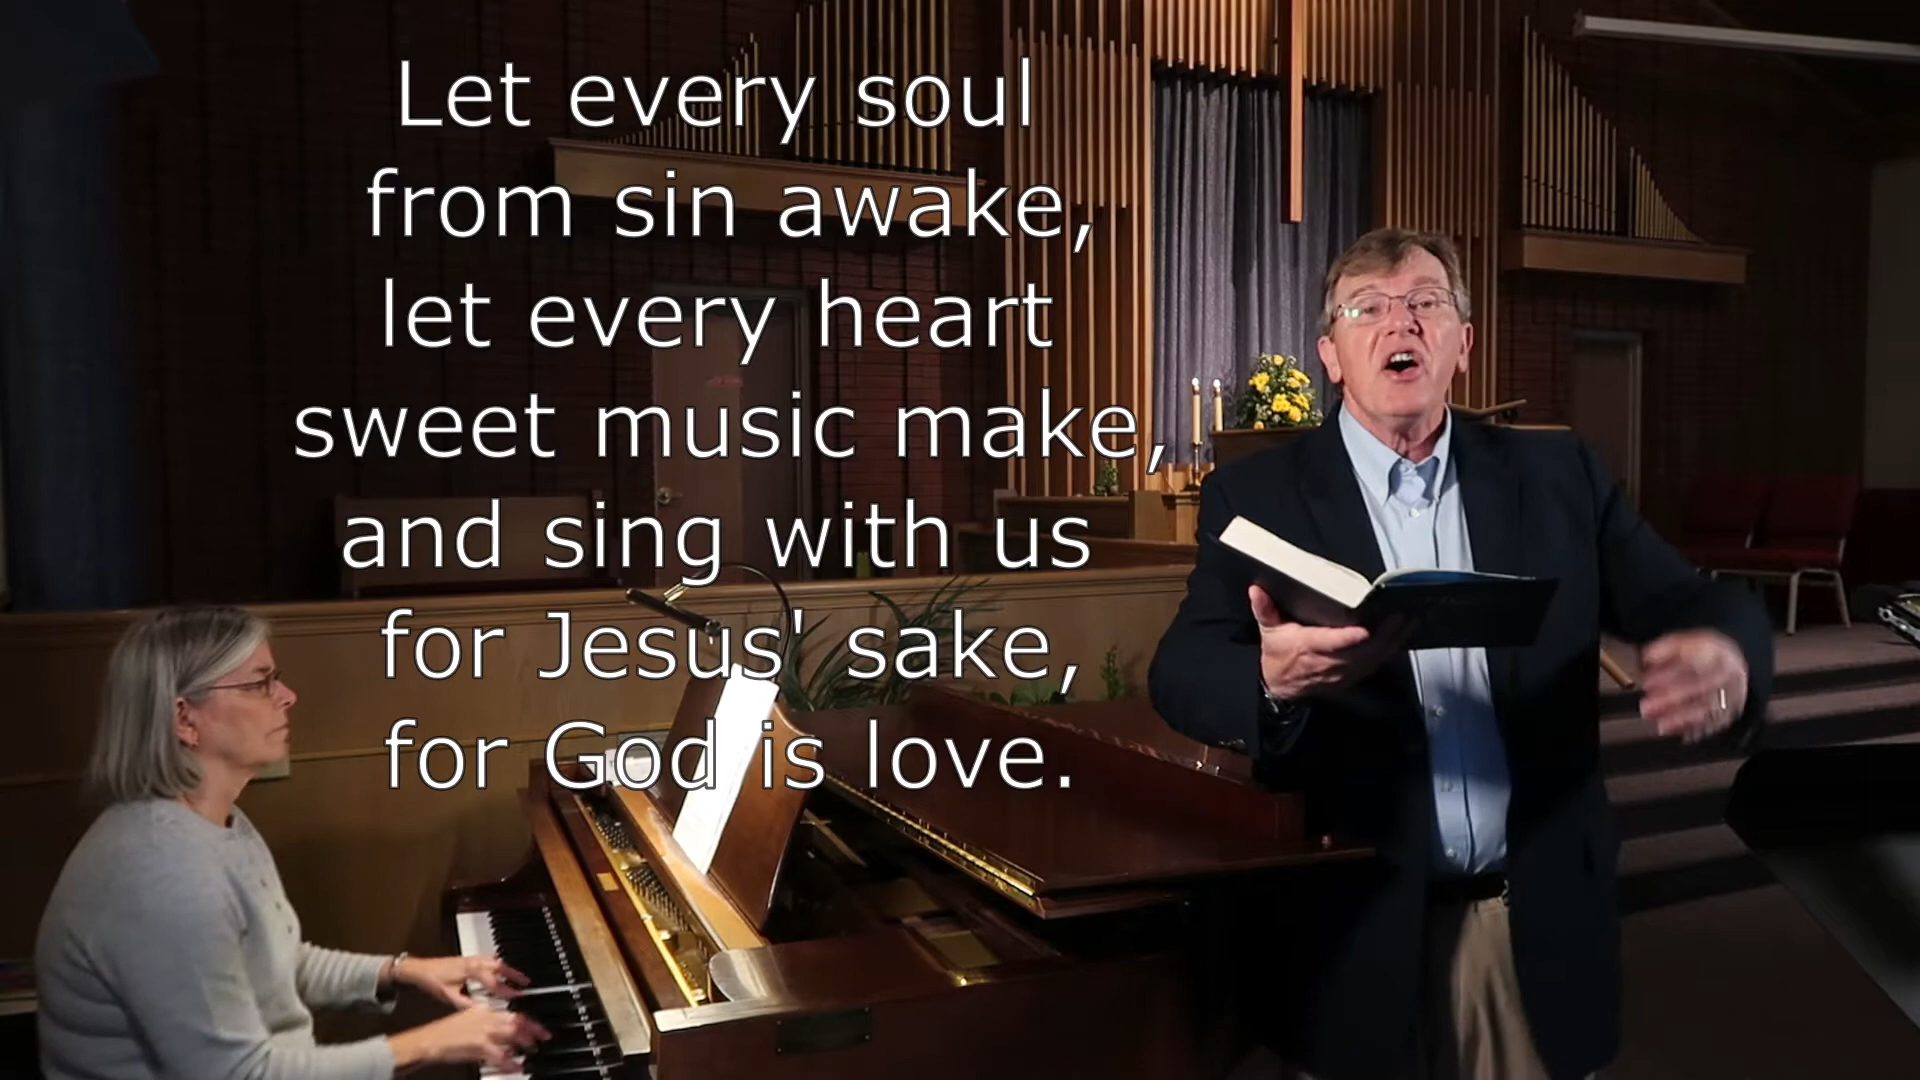 Let every soul
from sin awake,
let every heart
sweet music make,
and sing with us
for Jesus' sake,
for God is love.